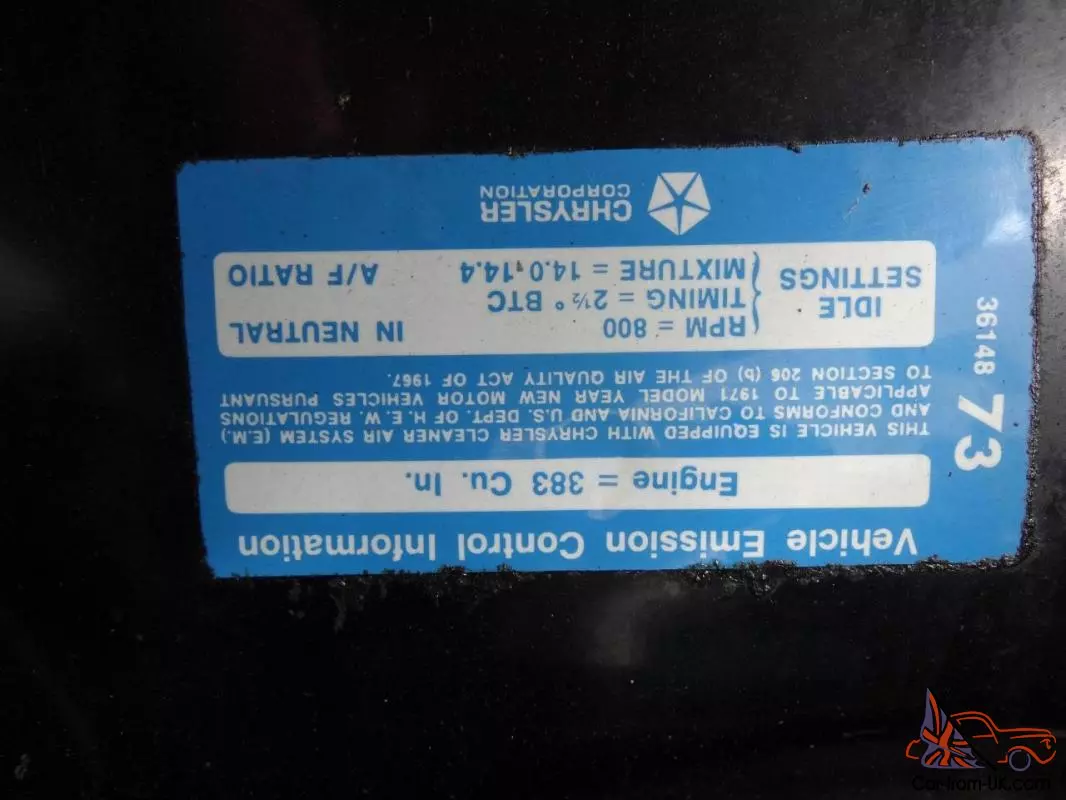 Vehicle Emission Control Information
Engine = 383 Cu. In.
THIS VEHICLE IS EQUIPPED WITH CHRYSLER AIR CLEANER AIR SYSTEM (E.M.)
AND CONFORMS TO CALIFORNIA AND U.S. DEPT. OF H. E. W. REGULATIONS
APPLICABLE TO 1971 MODEL YEAR NEW MOTOR VEHICLES PURSUANT
TO SECTION 206 (b) OF THE AIR QUALITY ACT OF 1967.
IDLE
SETTINGS
RPM = 800 IN NEUTRAL
TIMING = 2½° BTC
MIXTURE = 14.0-14.4 A/F RATIO
CHRYSLER
CORPORATION
36148 73
Car-from-UK.com